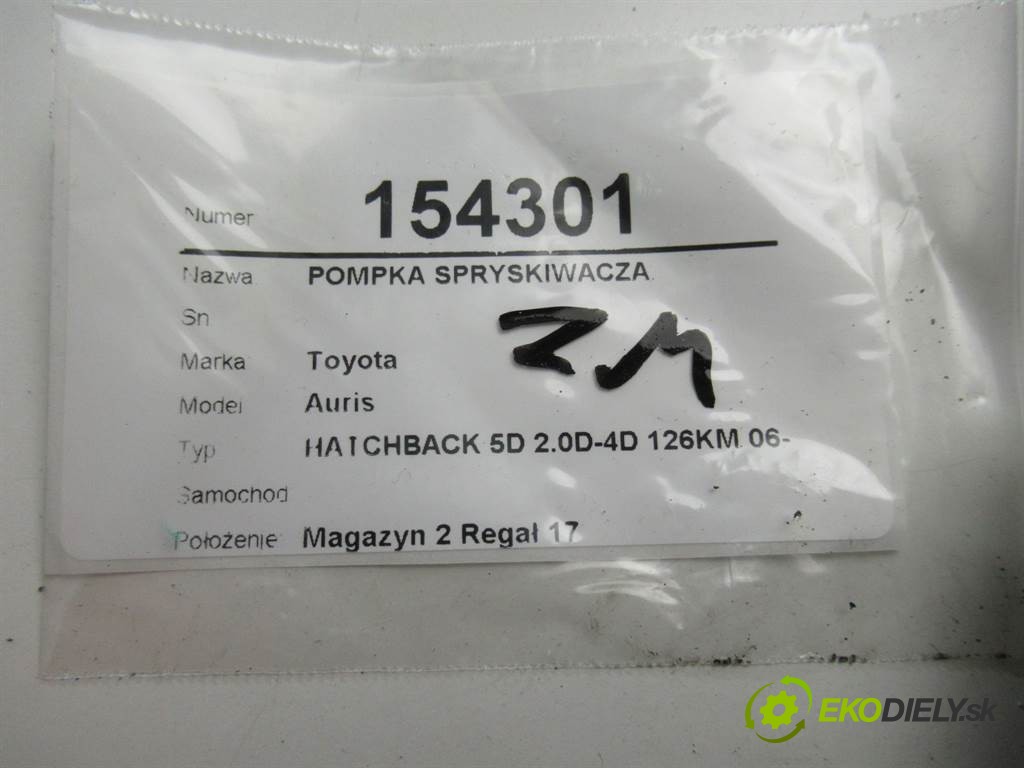 Numer 154301
Nazwa POMPKA SPRYSKIWACZA
Sn
ZM
Marka Toyota
Model Auris
Typ HATCHBACK 5D 2.0D-4D 126KM 06-
Samochod
Położenie Magazyn 2 Regał 17
EKODIELY.sk